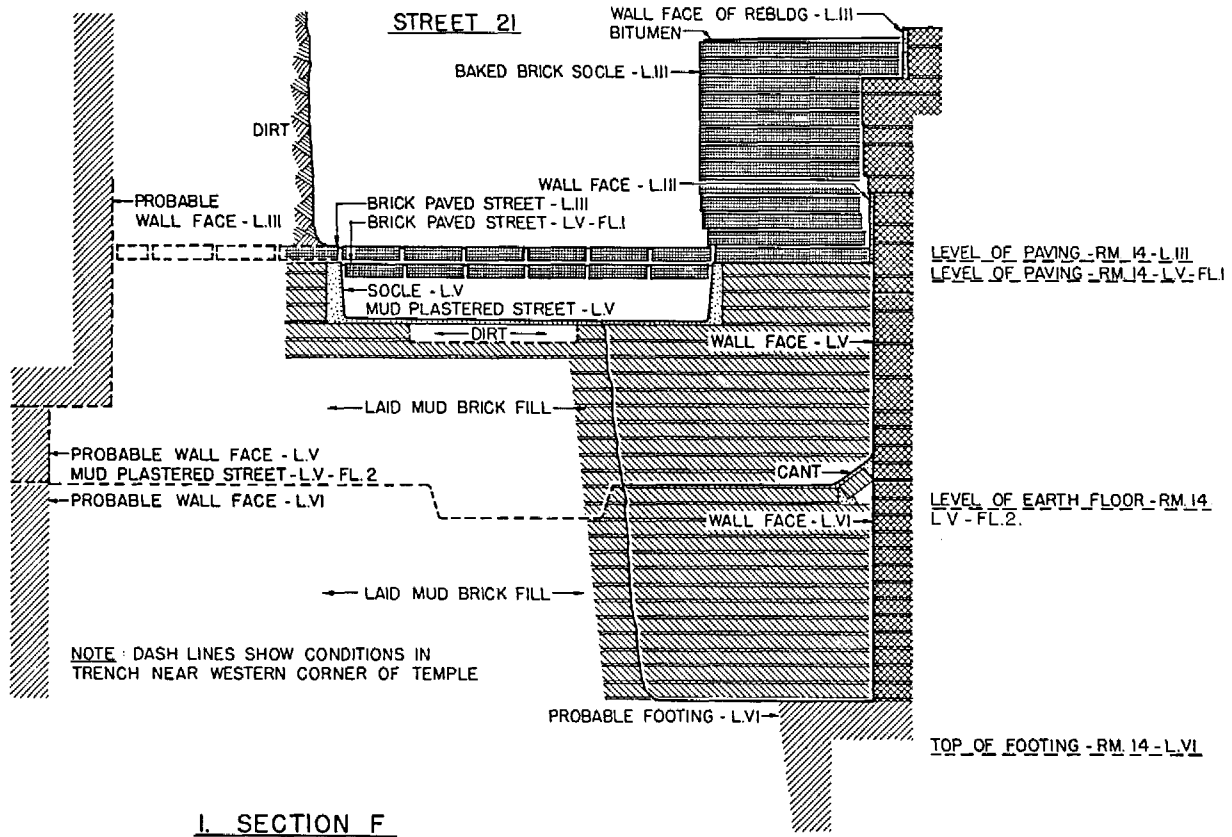 STREET 21
WALL FACE OF REBLDG - L.III
BITUMEN
BAKED BRICK SOCLE - L.III
DIRT
WALL FACE - L.III
PROBABLE
WALL FACE - L.III
BRICK PAVED STREET - L.III
BRICK PAVED STREET - L.V - FL.1
LEVEL OF PAVING - RM. 14 - L.III
LEVEL OF PAVING - RM. 14 - L.V - FL.1
SOCLE - L.V
MUD PLASTERED STREET - L.V
DIRT
WALL FACE - L.V
LAID MUD BRICK FILL
PROBABLE WALL FACE - L.V
MUD PLASTERED STREET - L.V - FL.2
CANT
PROBABLE WALL FACE - L.VI
LEVEL OF EARTH FLOOR - RM. 14
L V - FL.2.
WALL FACE - L.VI
LAID MUD BRICK FILL
NOTE : DASH LINES SHOW CONDITIONS IN
TRENCH NEAR WESTERN CORNER OF TEMPLE
PROBABLE FOOTING - L.VI
TOP OF FOOTING - RM. 14 - L.VI
I. SECTION F